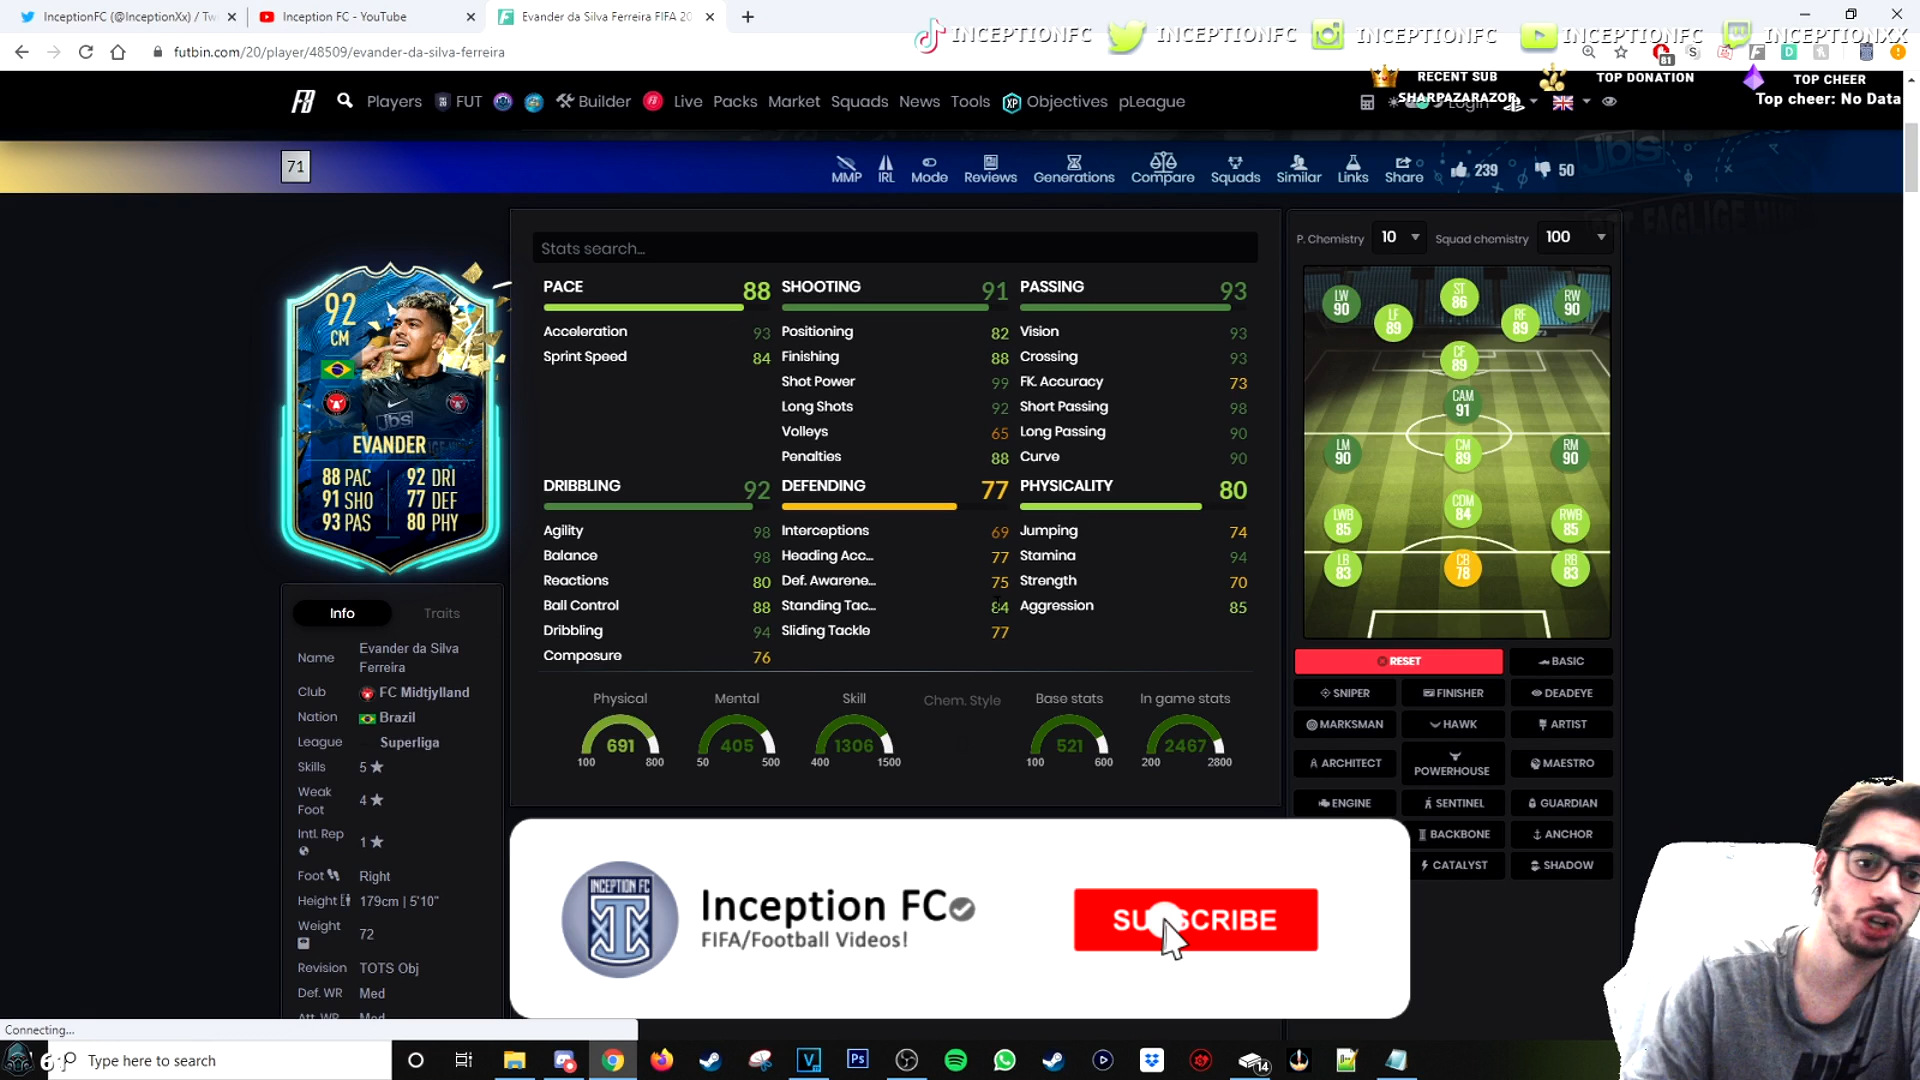 InceptionFC (@InceptionXx) / Tw
Inception FC - YouTube
Evander da Silva Ferreira FIFA 20
futbin.com/20/player/48509/evander-da-silva-ferreira
INCEPTIONFC INCEPTIONFC INCEPTIONFC INCEPTIONFC INCEPTIONXX
RECENT SUB
SHARPAZARAZOR
TOP DONATION
TOP CHEER
Top cheer: No Data
Players FUT Builder Live Packs Market Squads News Tools Objectives pLeague
Login
71
MMP IRL Mode Reviews Generations Compare Squads Similar Links Share 239 50
92
CM
EVANDER
88 PAC 92 DRI
91 SHO 77 DEF
93 PAS 80 PHY
Stats search...
PACE 88
Acceleration 93
Sprint Speed 84
SHOOTING 91
Positioning 82
Finishing 88
Shot Power 99
Long Shots 92
Volleys 65
Penalties 88
PASSING 93
Vision 93
Crossing 93
FK. Accuracy 73
Short Passing 98
Long Passing 90
Curve 90
DRIBBLING 92
Agility 98
Balance 98
Reactions 80
Ball Control 88
Dribbling 94
Composure 76
DEFENDING 77
Interceptions 69
Heading Acc... 77
Def. Awarene... 75
Standing Tac... 84
Sliding Tackle 77
PHYSICALITY 80
Jumping 74
Stamina 94
Strength 70
Aggression 85
Physical 691 100 800
Mental 405 50 500
Skill 1306 400 1500
Chem. Style
Base stats 521 100 600
In game stats 2467 200 2800
P. Chemistry 10 Squad chemistry 100
LW 90
ST 86
RW 90
LF 89
RF 89
CF 89
CAM 91
LM 90
CM 89
RM 90
CDM 84
LWB 85
RWB 85
LB 83
CB 78
RB 83
RESET BASIC
SNIPER FINISHER DEADEYE
MARKSMAN HAWK ARTIST
ARCHITECT POWERHOUSE MAESTRO
ENGINE SENTINEL GUARDIAN
BACKBONE ANCHOR
CATALYST SHADOW
Info Traits
Name Evander da Silva Ferreira
Club FC Midtjylland
Nation Brazil
League Superliga
Skills 5
Weak Foot 4
Intl. Rep 1
Foot Right
Height 179cm | 5'10"
Weight 72
Revision TOTS Obj
Def. WR Med
Att. WR Med
INCEPTION FC
Inception FC
FIFA/Football Videos!
SUBSCRIBE
Connecting...
Type here to search